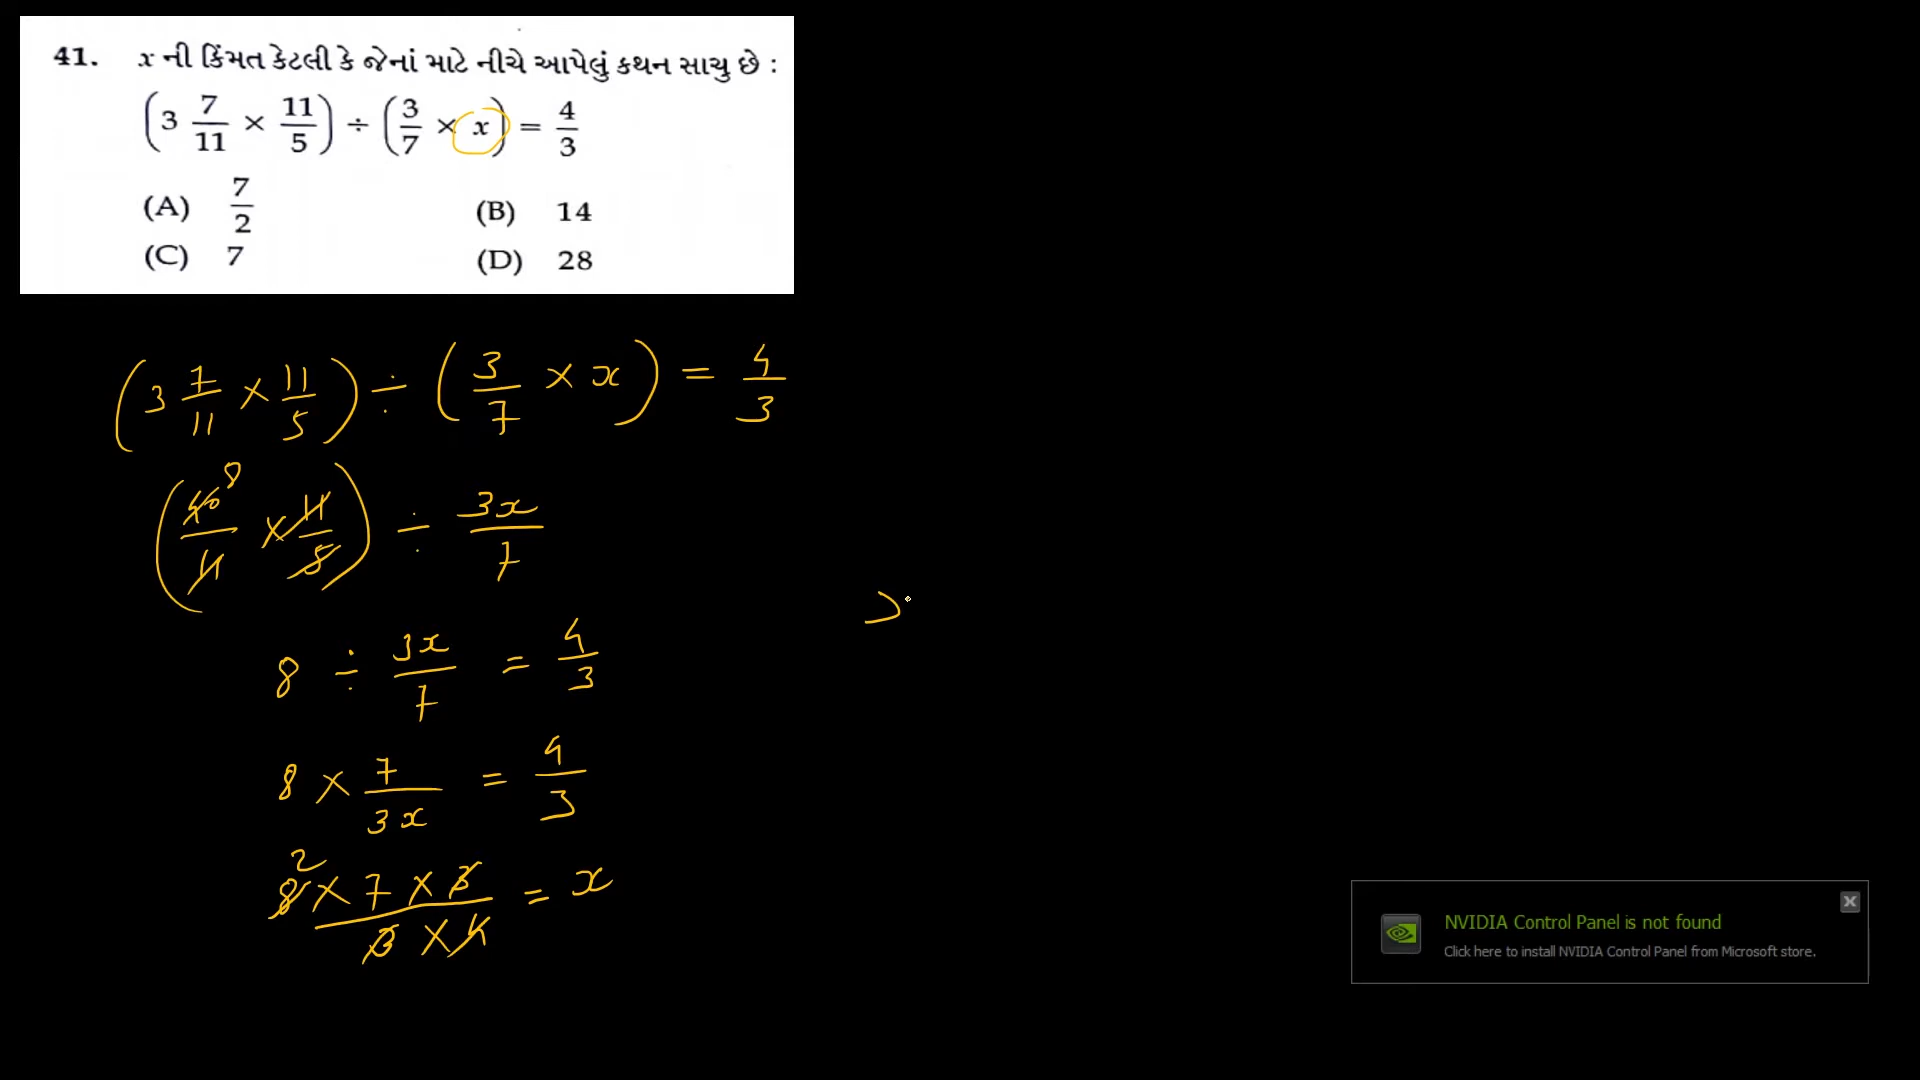 41. x ની કિંમત કેટલી કે જેનાં માટે નીચે આપેલું કથન સાચુ છે :
(3 7/11 × 11/5) ÷ (3/7 × x) = 4/3
(A) 7/2 (B) 14
(C) 7 (D) 28
(3 7/11 × 11/5) ÷ (3/7 × x) = 4/3
8
(40/11 × 11/5) ÷ 3x/7
8 ÷ 3x/7 = 4/3
8 × 7/3x = 4/3
2
8 × 7 × 3 / 3 × 4 = x
NVIDIA Control Panel is not found
Click here to install NVIDIA Control Panel from Microsoft store.